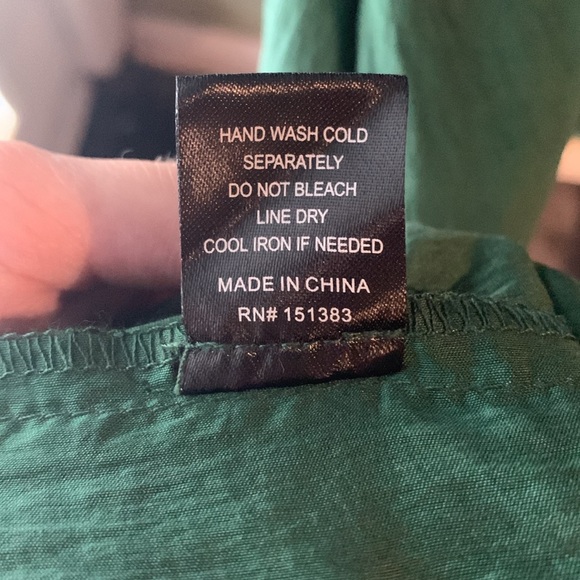 HAND WASH COLD
SEPARATELY
DO NOT BLEACH
LINE DRY
COOL IRON IF NEEDED
MADE IN CHINA
RN# 151383